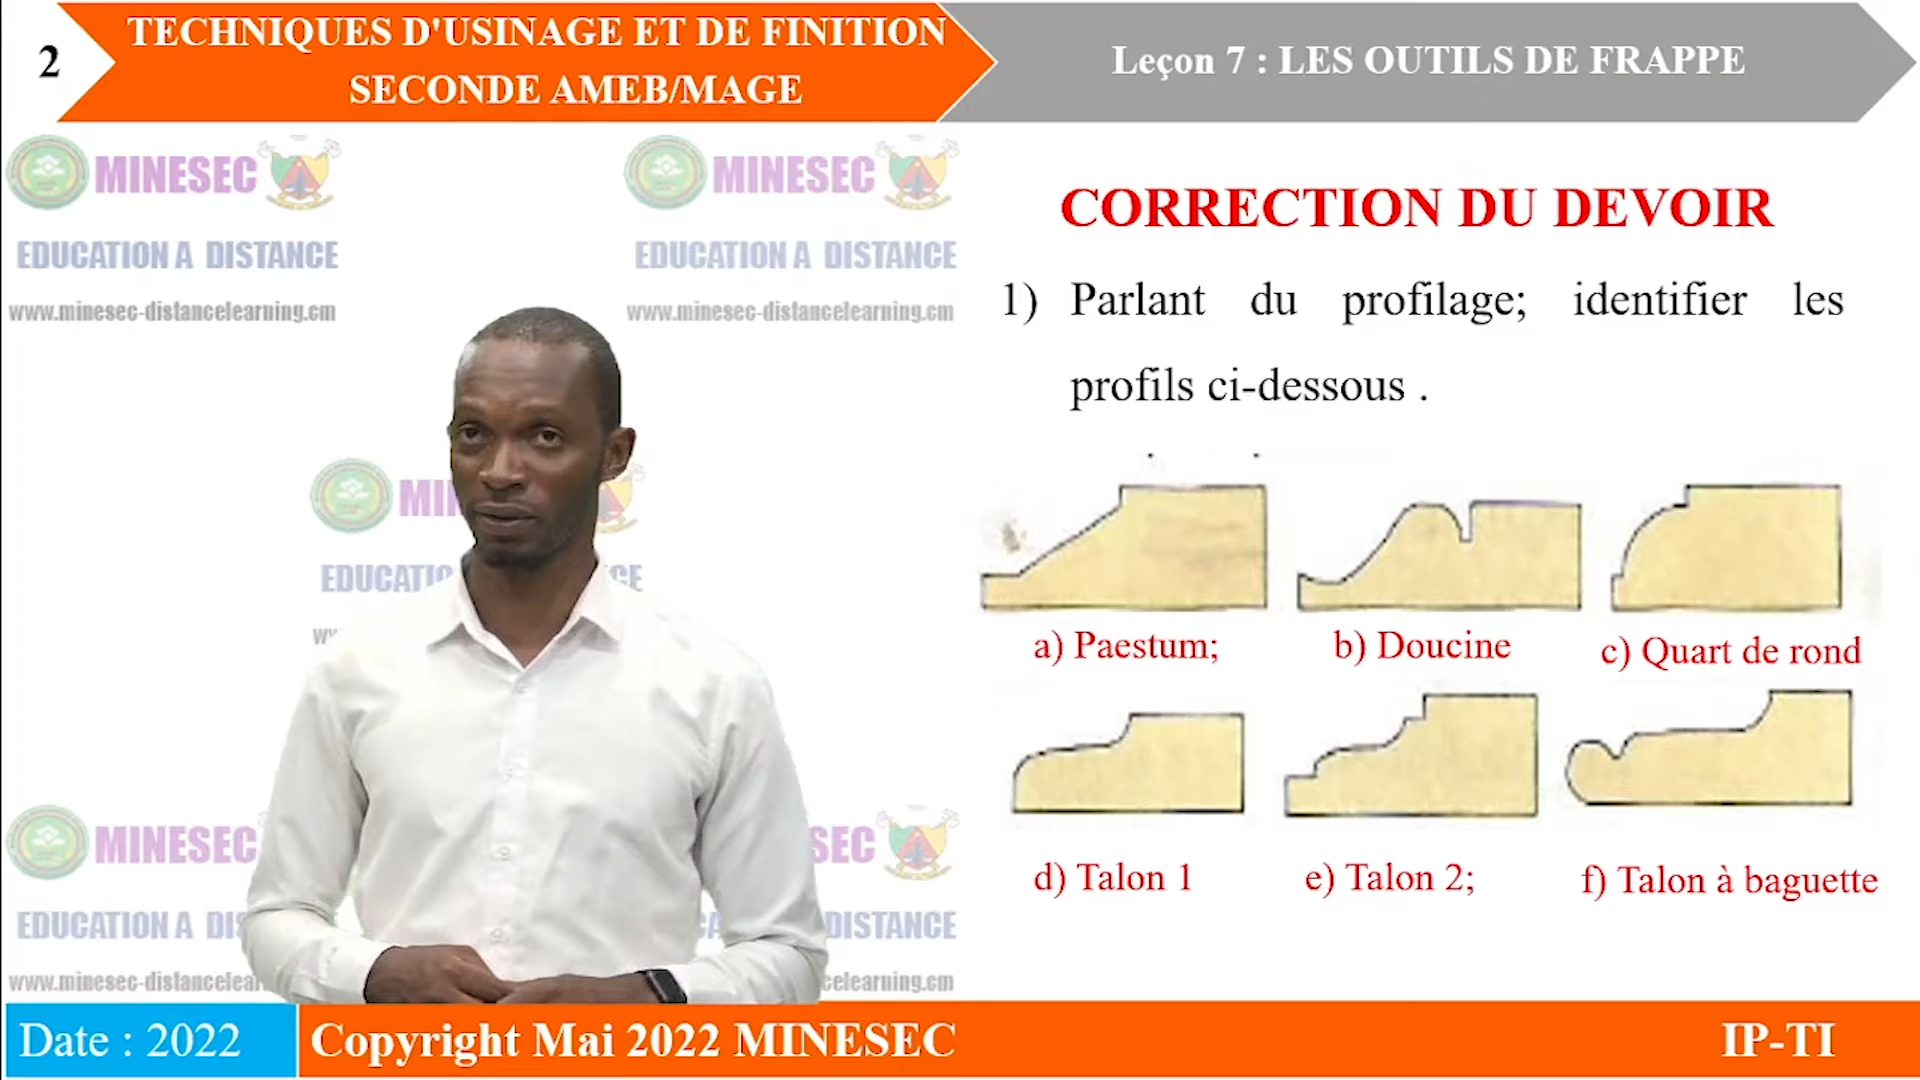 2
TECHNIQUES D'USINAGE ET DE FINITION
SECONDE AMEB/MAGE
Leçon 7 : LES OUTILS DE FRAPPE
MINESEC
EDUCATION A DISTANCE
www.minesec-distancelearning.cm
MINESEC
EDUCATION A DISTANCE
www.minesec-distancelearning.cm
CORRECTION DU DEVOIR
1) Parlant du profilage; identifier les
profils ci-dessous .
a) Paestum;
b) Doucine
c) Quart de rond
d) Talon 1
e) Talon 2;
f) Talon à baguette
MINESEC
EDUCATION A
DISTANCE
Date : 2022
Copyright Mai 2022 MINESEC
IP-TI